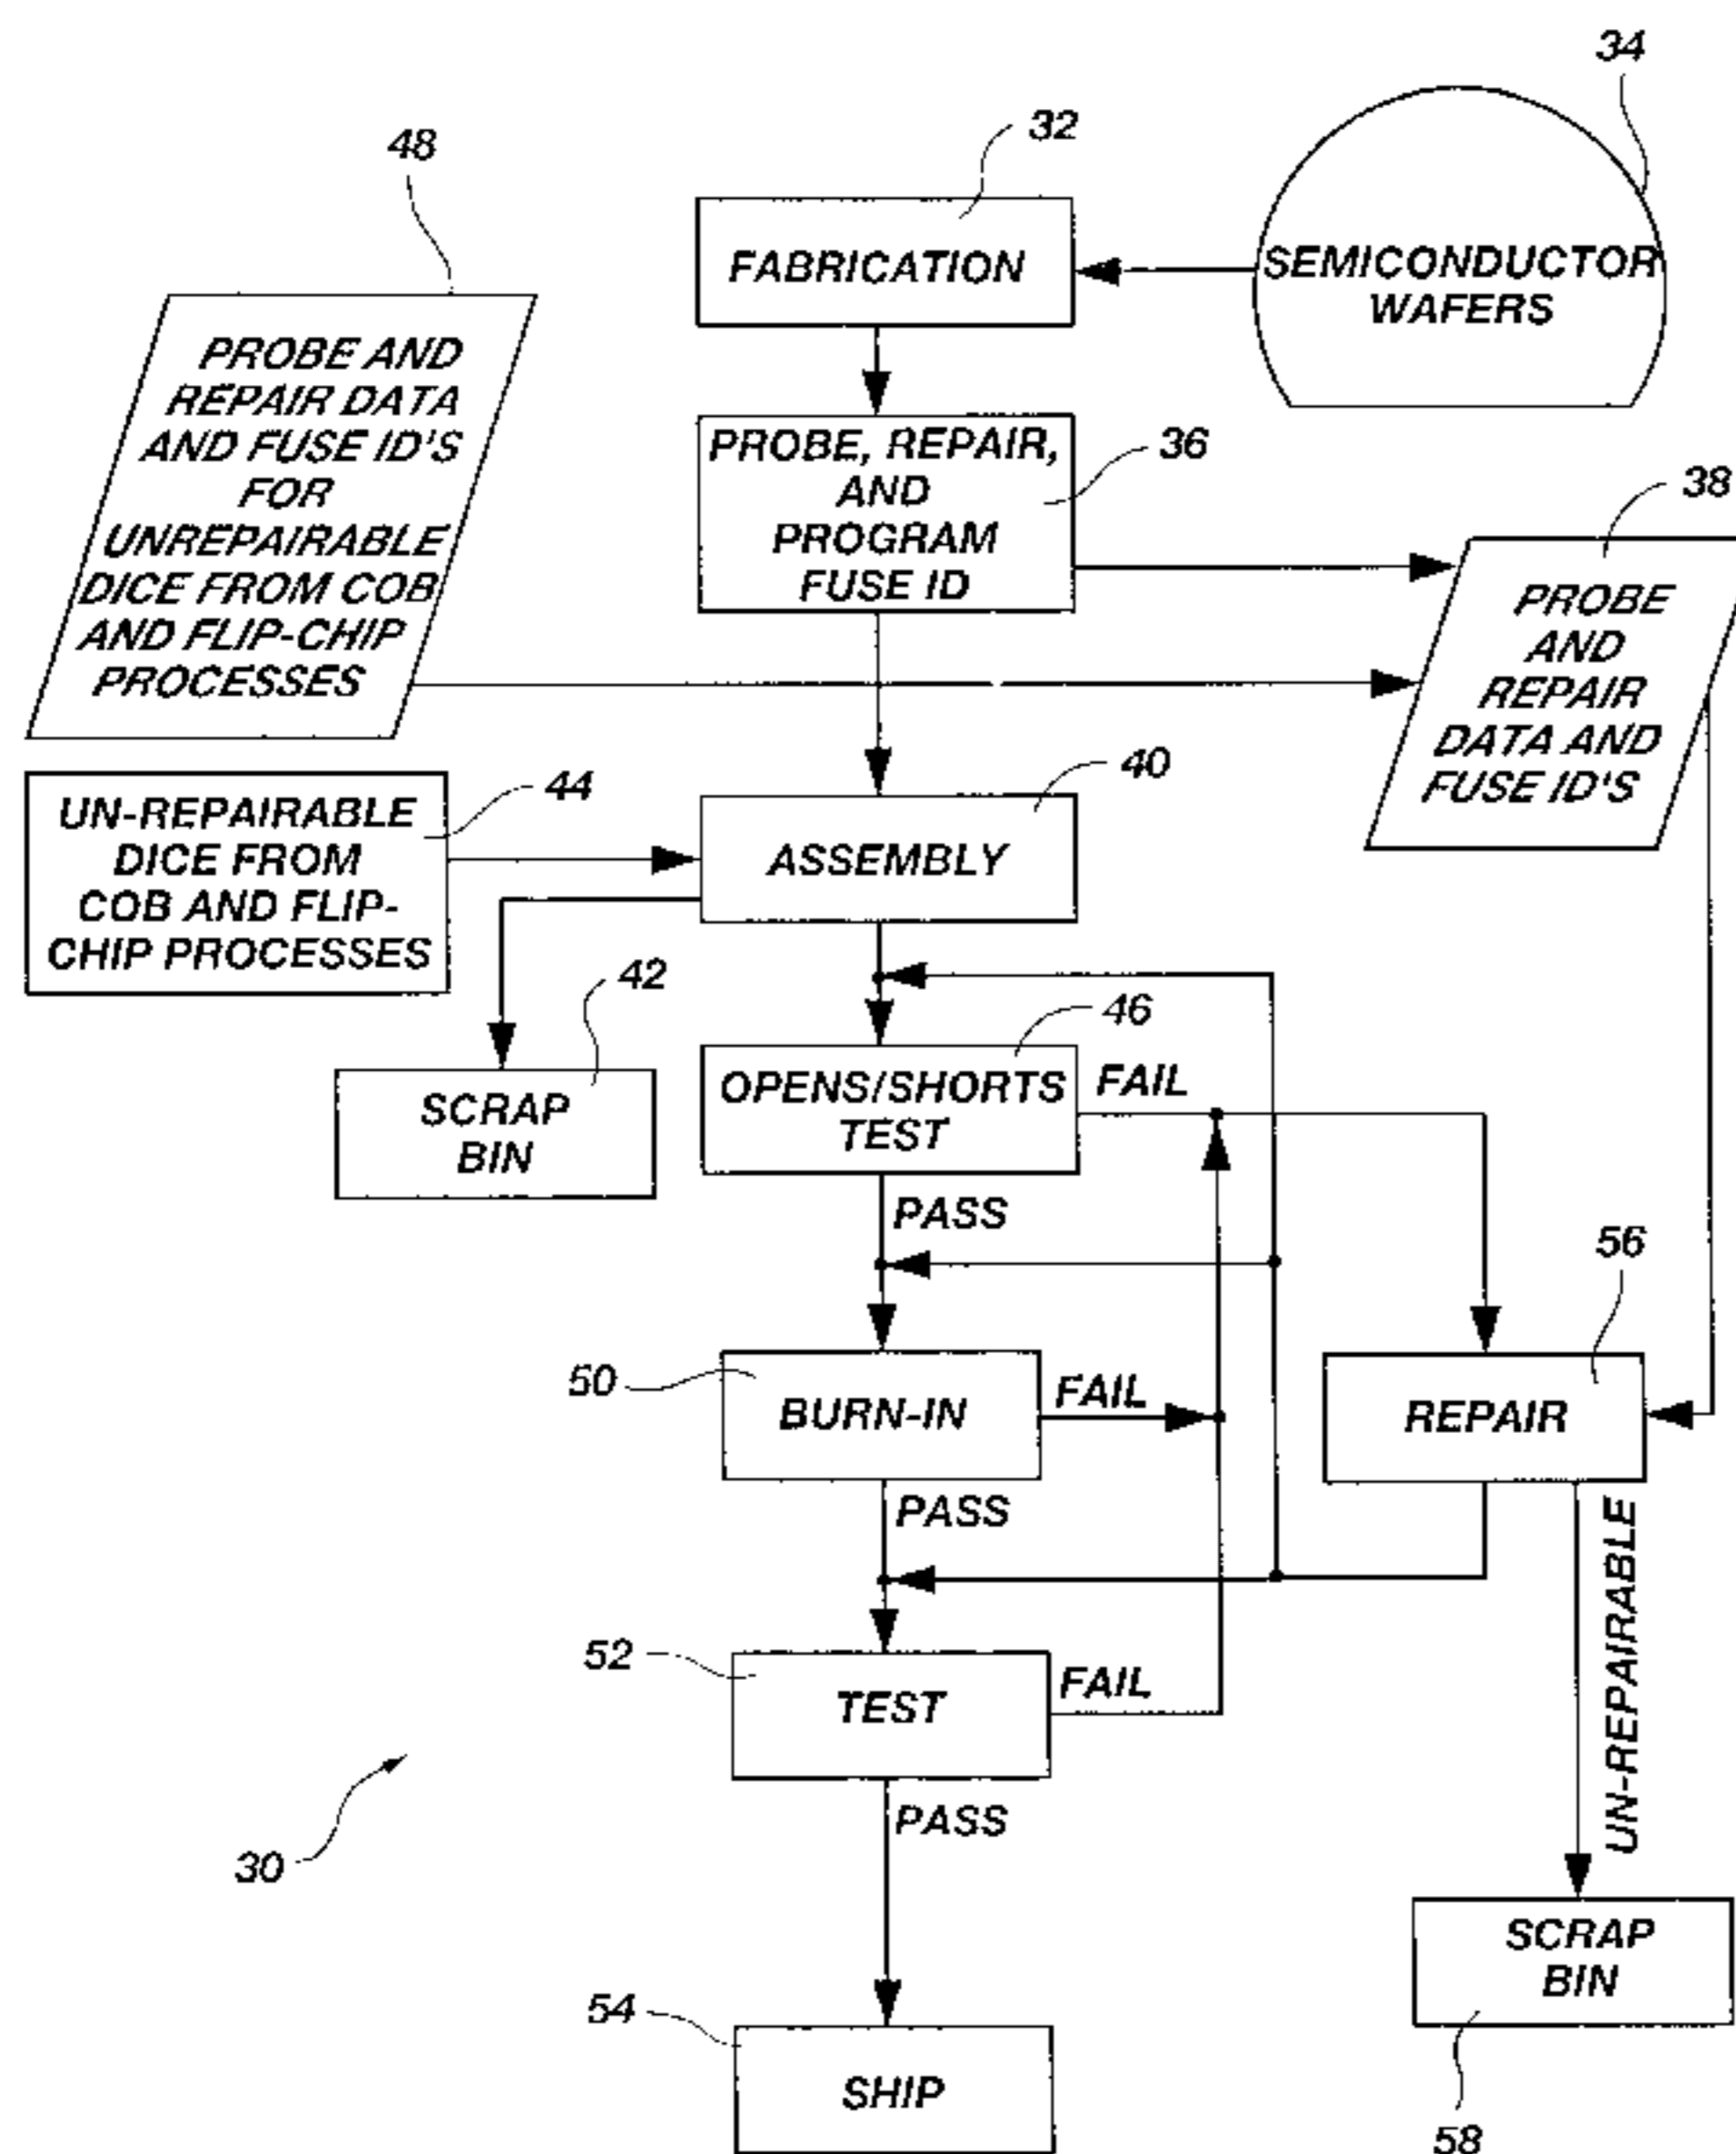 34
32
48
FABRICATION
SEMICONDUCTOR
WAFERS
PROBE AND
REPAIR DATA
AND FUSE ID'S
FOR
UNREPAIRABLE
DICE FROM COB
AND FLIP-CHIP
PROCESSES
PROBE, REPAIR,
AND
PROGRAM
FUSE ID
36
38
PROBE
AND
REPAIR
DATA AND
FUSE ID'S
44
UN-REPAIRABLE
DICE FROM
COB AND FLIP-
CHIP PROCESSES
40
ASSEMBLY
42
SCRAP
BIN
46
OPENS/SHORTS
TEST
FAIL
PASS
56
50
BURN-IN
FAIL
REPAIR
PASS
UN-REPAIRABLE
52
TEST
FAIL
PASS
30
SCRAP
BIN
54
SHIP
58